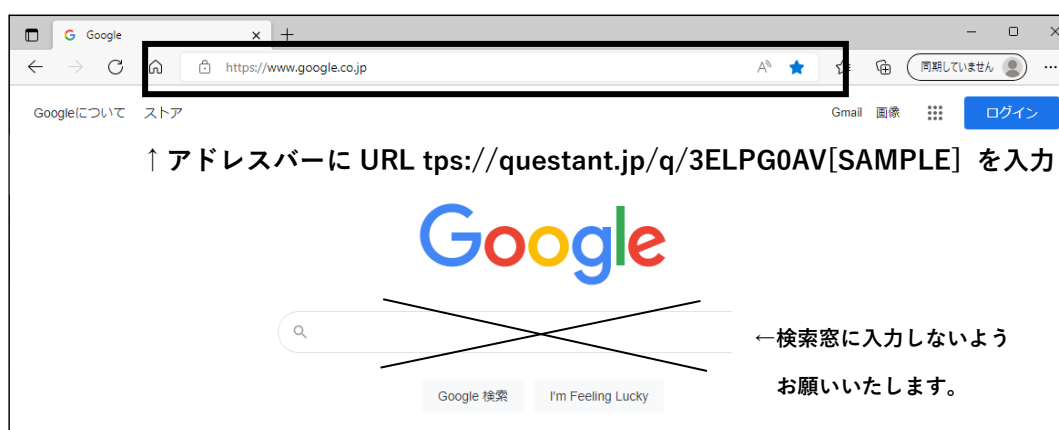 Google
https://www.google.co.jp
同期していません
Googleについて ストア Gmail 画像 ログイン
↑アドレスバーに URL tps://questant.jp/q/3ELPG0AV[SAMPLE] を入力
Google
←検索窓に入力しないよう
お願いいたします。
Google 検索 I'm Feeling Lucky